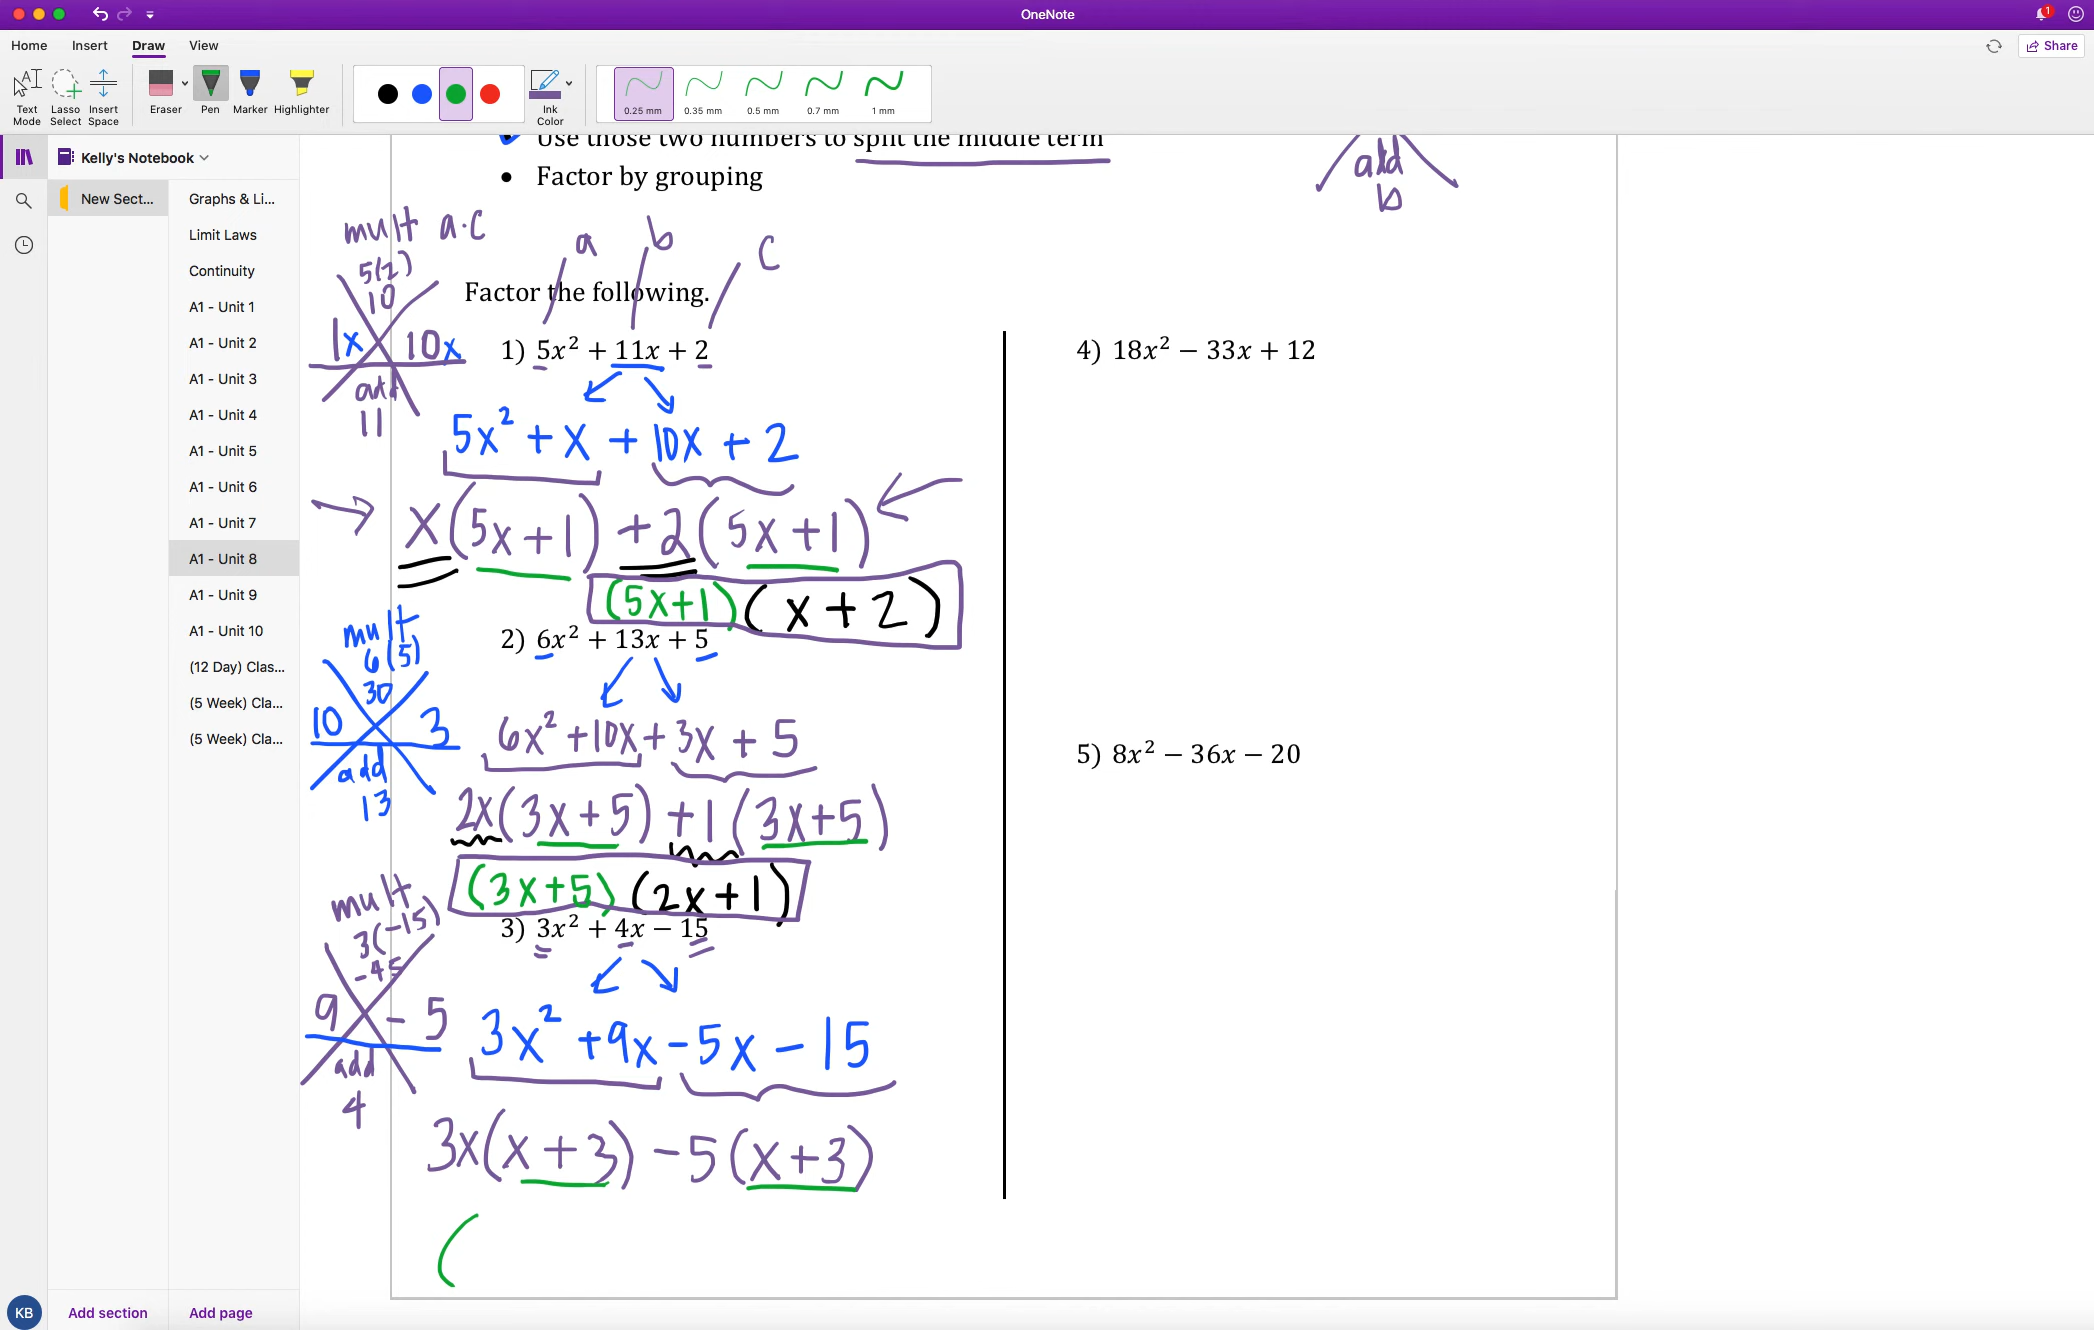 OneNote
1
Home Insert Draw View
Share
Text Mode
Lasso Select
Insert Space
Eraser
Pen
Marker
Highlighter
Ink Color
0.25 mm
0.35 mm
0.5 mm
0.7 mm
1 mm
Kelly's Notebook
New Sect...
Graphs & Li...
Limit Laws
Continuity
A1 - Unit 1
A1 - Unit 2
A1 - Unit 3
A1 - Unit 4
A1 - Unit 5
A1 - Unit 6
A1 - Unit 7
A1 - Unit 8
A1 - Unit 9
A1 - Unit 10
(12 Day) Clas...
(5 Week) Cla...
(5 Week) Cla...
KB
Add section
Add page
Use those two numbers to split the middle term
• Factor by grouping
add
b
mult a·c
5(2)
10
1x 10x
add
11
a b c
Factor the following.
1) 5x² + 11x + 2
5x² + x + 10x + 2
x(5x+1) +2(5x+1)
(5x+1)(x+2)
mult
6(5)
30
10 3
add
13
2) 6x² + 13x + 5
6x² +10x + 3x + 5
2x(3x+5) +1(3x+5)
(3x+5)(2x+1)
mult
3(-15)
-45
9 -5
add
4
3) 3x² + 4x − 15
3x² +9x -5x - 15
3x(x+3) -5(x+3)
(
4) 18x² − 33x + 12
5) 8x² − 36x − 20